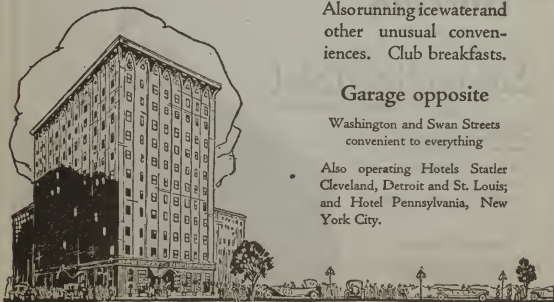 Also running ice water and
other unusual conven-
iences. Club breakfasts.
Garage opposite
Washington and Swan Streets
convenient to everything
Also operating Hotels Statler
Cleveland, Detroit and St. Louis;
and Hotel Pennsylvania, New
York City.